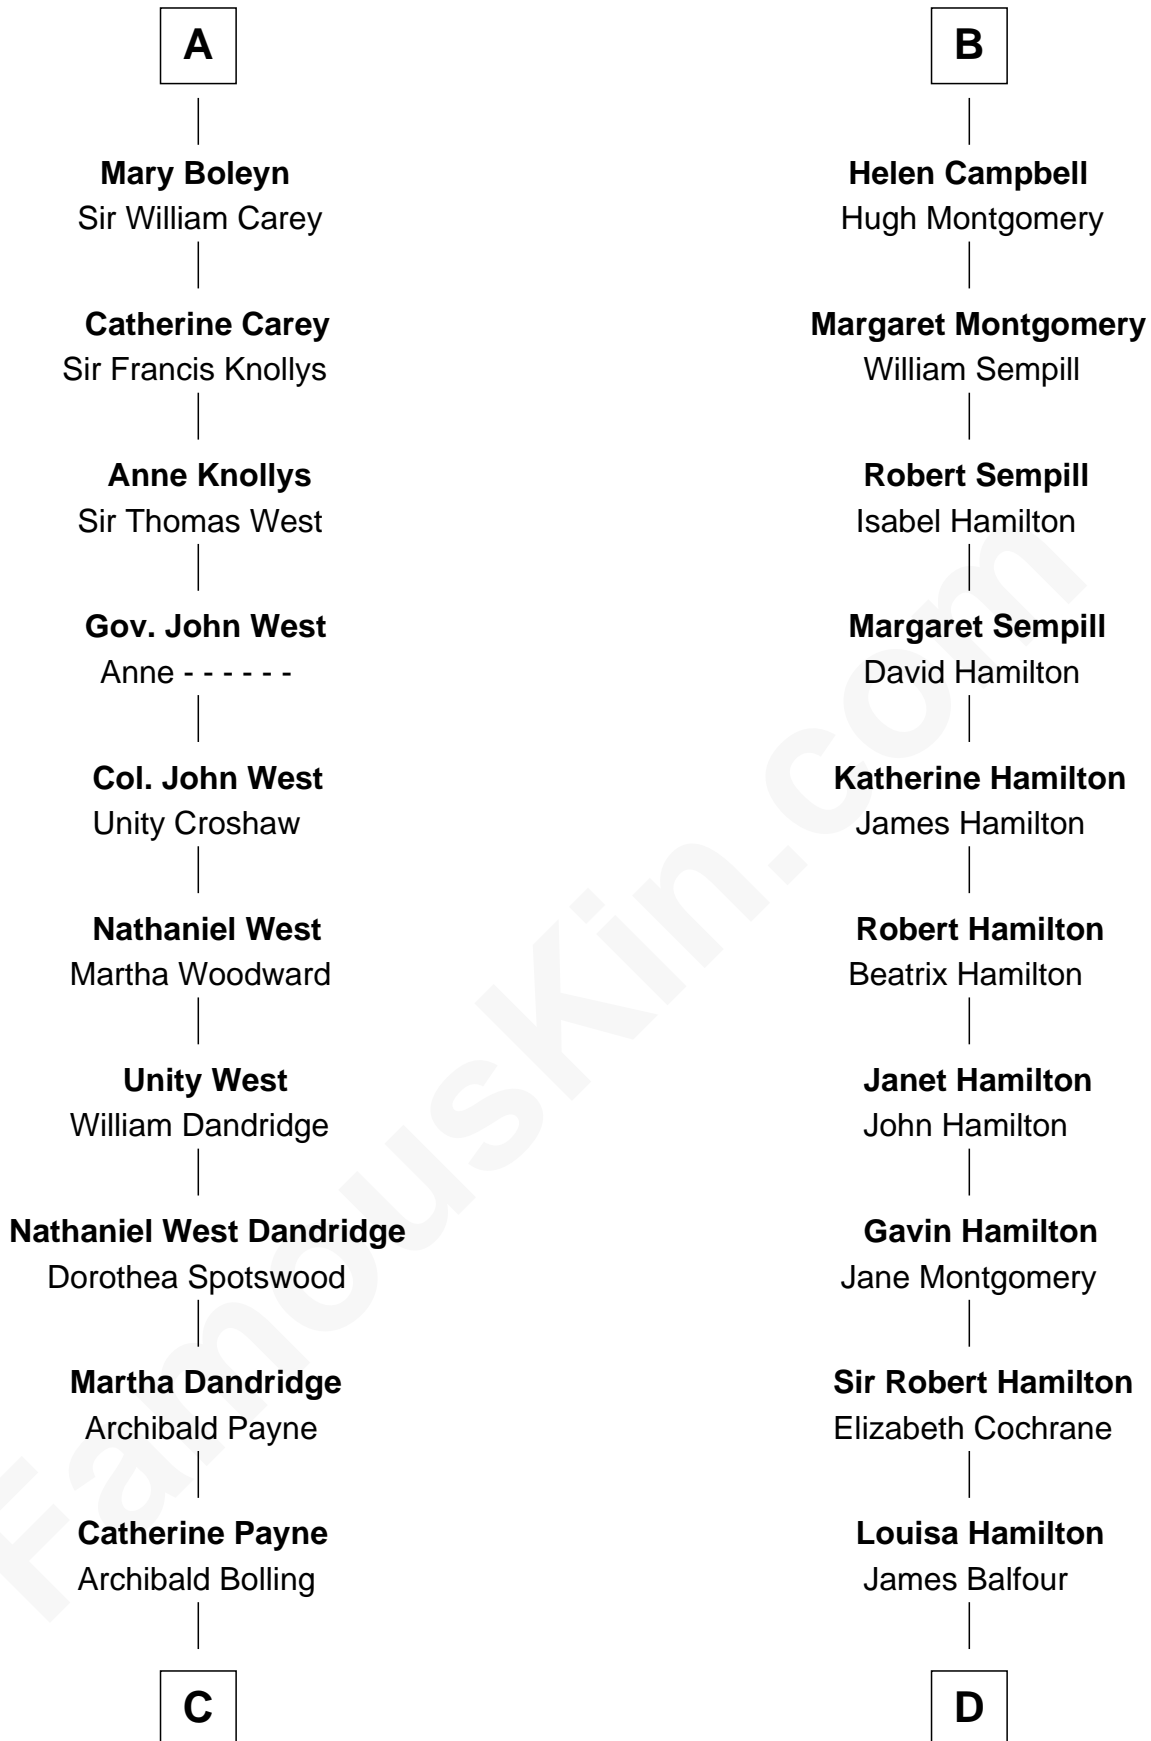 A
Mary Boleyn
Sir William Carey
Catherine Carey
Sir Francis Knollys
Anne Knollys
Sir Thomas West
Gov. John West
Anne - - - - - -
Col. John West
Unity Croshaw
Nathaniel West
Martha Woodward
Unity West
William Dandridge
Nathaniel West Dandridge
Dorothea Spotswood
Martha Dandridge
Archibald Payne
Catherine Payne
Archibald Bolling
C
B
Helen Campbell
Hugh Montgomery
Margaret Montgomery
William Sempill
Robert Sempill
Isabel Hamilton
Margaret Sempill
David Hamilton
Katherine Hamilton
James Hamilton
Robert Hamilton
Beatrix Hamilton
Janet Hamilton
John Hamilton
Gavin Hamilton
Jane Montgomery
Sir Robert Hamilton
Elizabeth Cochrane
Louisa Hamilton
James Balfour
D
FamousKin.com